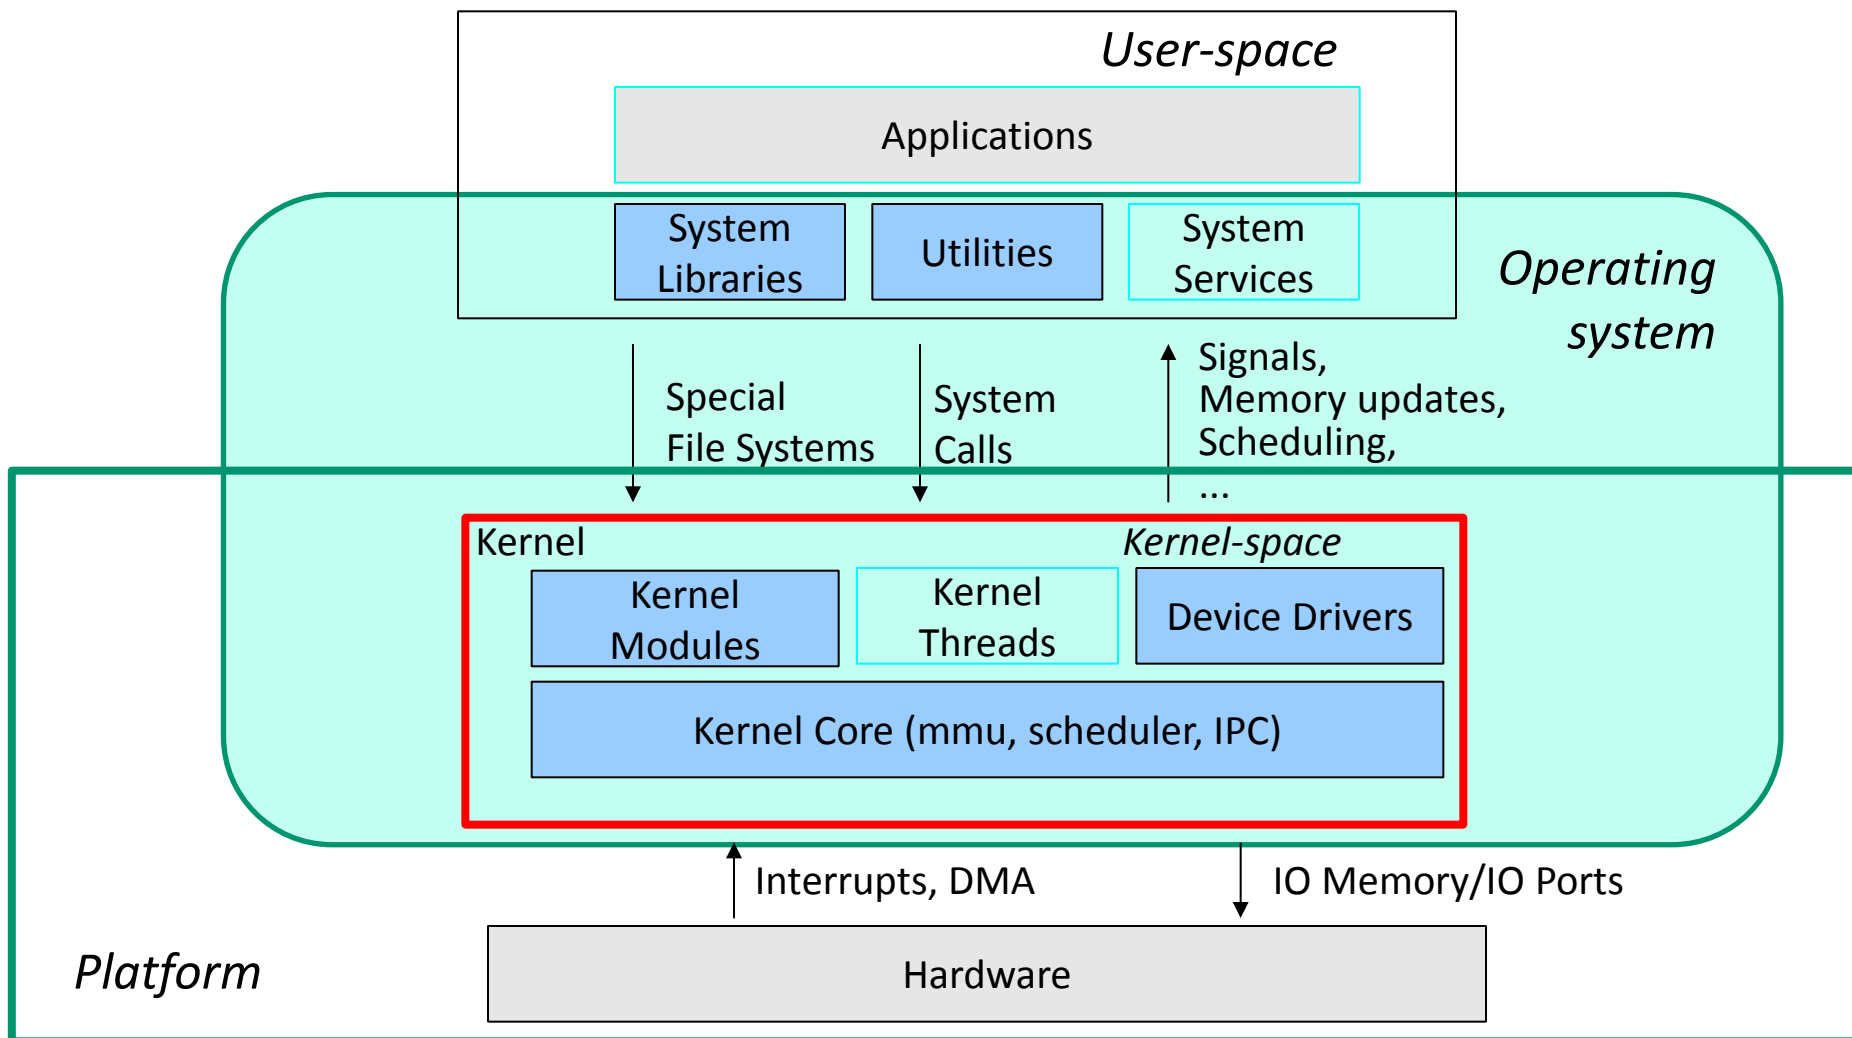 User-space
Applications
System
Libraries
Utilities
System
Services
Operating
system
Special
File Systems
System
Calls
Signals,
Memory updates,
Scheduling,
...
Kernel
Kernel-space
Kernel
Modules
Kernel
Threads
Device Drivers
Kernel Core (mmu, scheduler, IPC)
Interrupts, DMA
IO Memory/IO Ports
Platform
Hardware